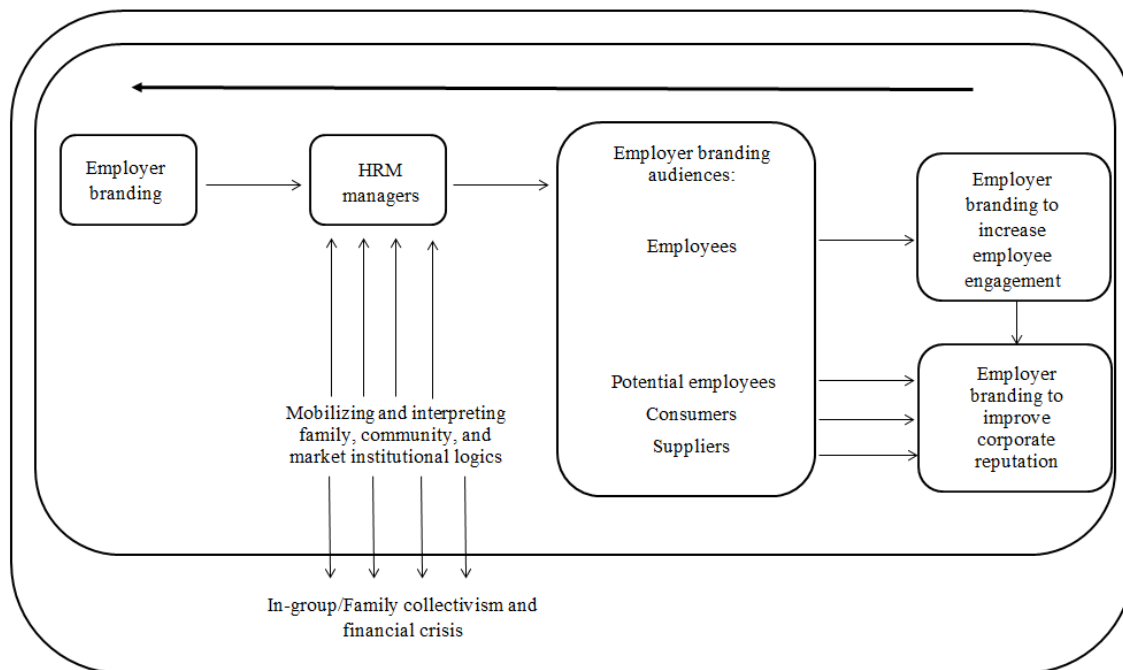 Employer
branding
HRM
managers
Employer branding
audiences:
Employees
Potential employees
Consumers
Suppliers
Employer
branding to
increase
employee
engagement
Employer
branding to
improve
corporate
reputation
Mobilizing and interpreting
family, community, and
market institutional logics
In-group/Family collectivism and
financial crisis